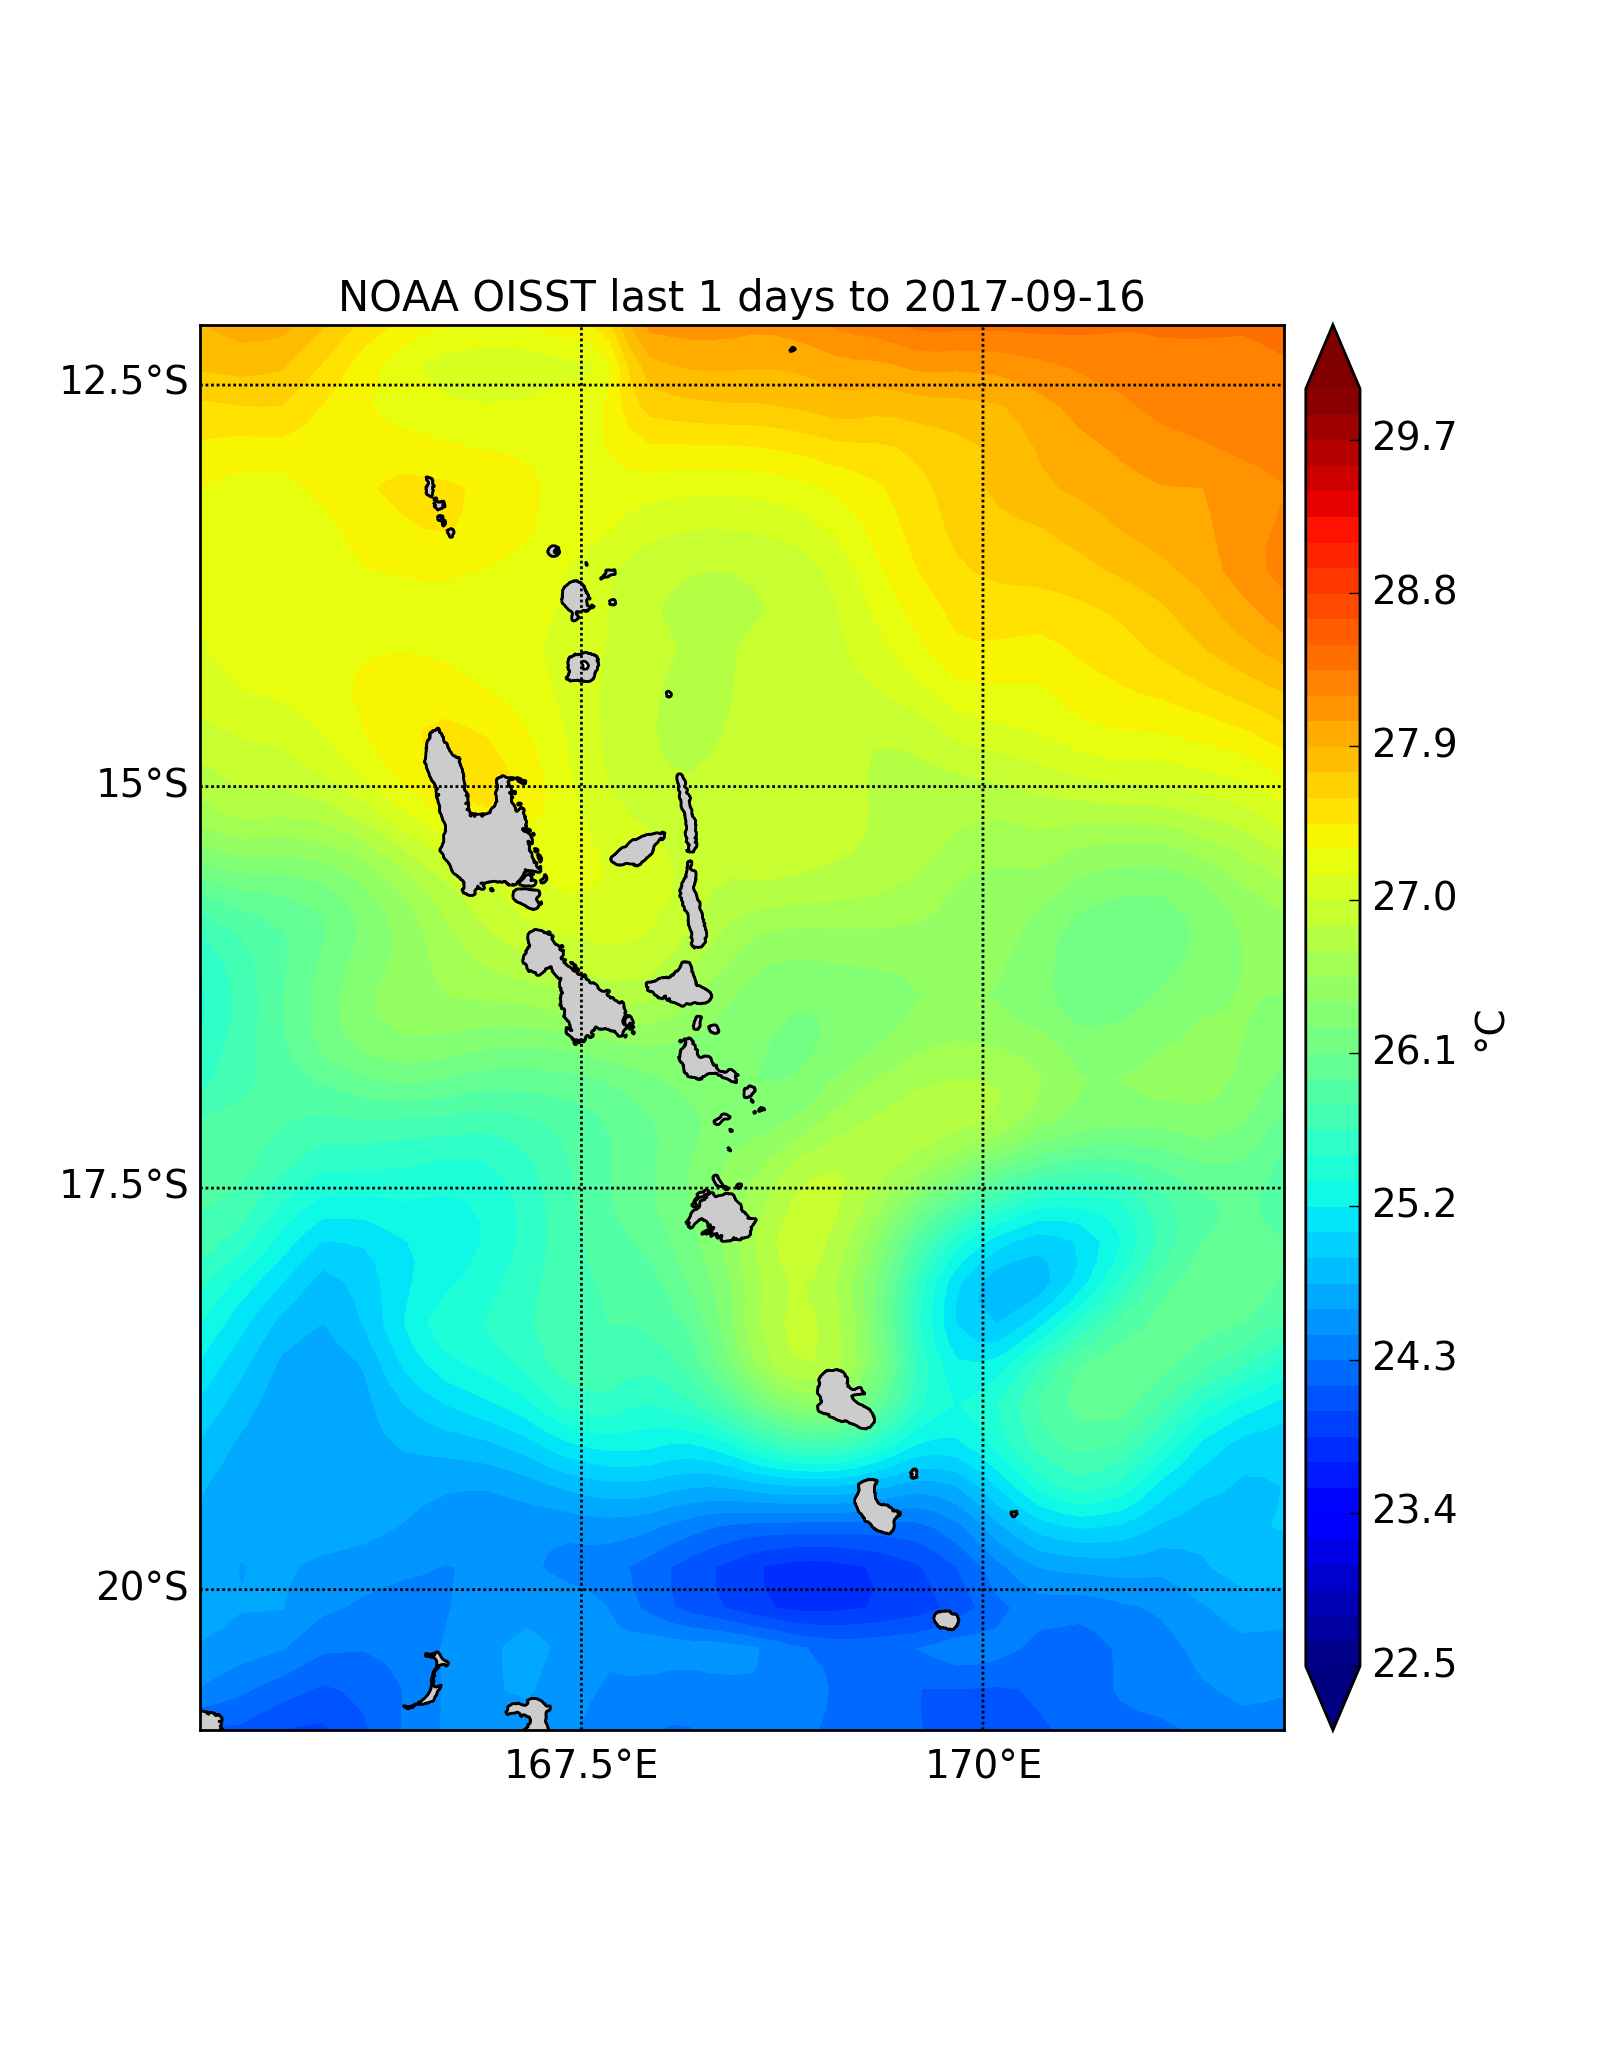 NOAA OISST last 1 days to 2017-09-16
12.5°S
15°S
17.5°S
20°S
167.5°E
170°E
29.7
28.8
27.9
27.0
26.1
25.2
24.3
23.4
22.5
°C